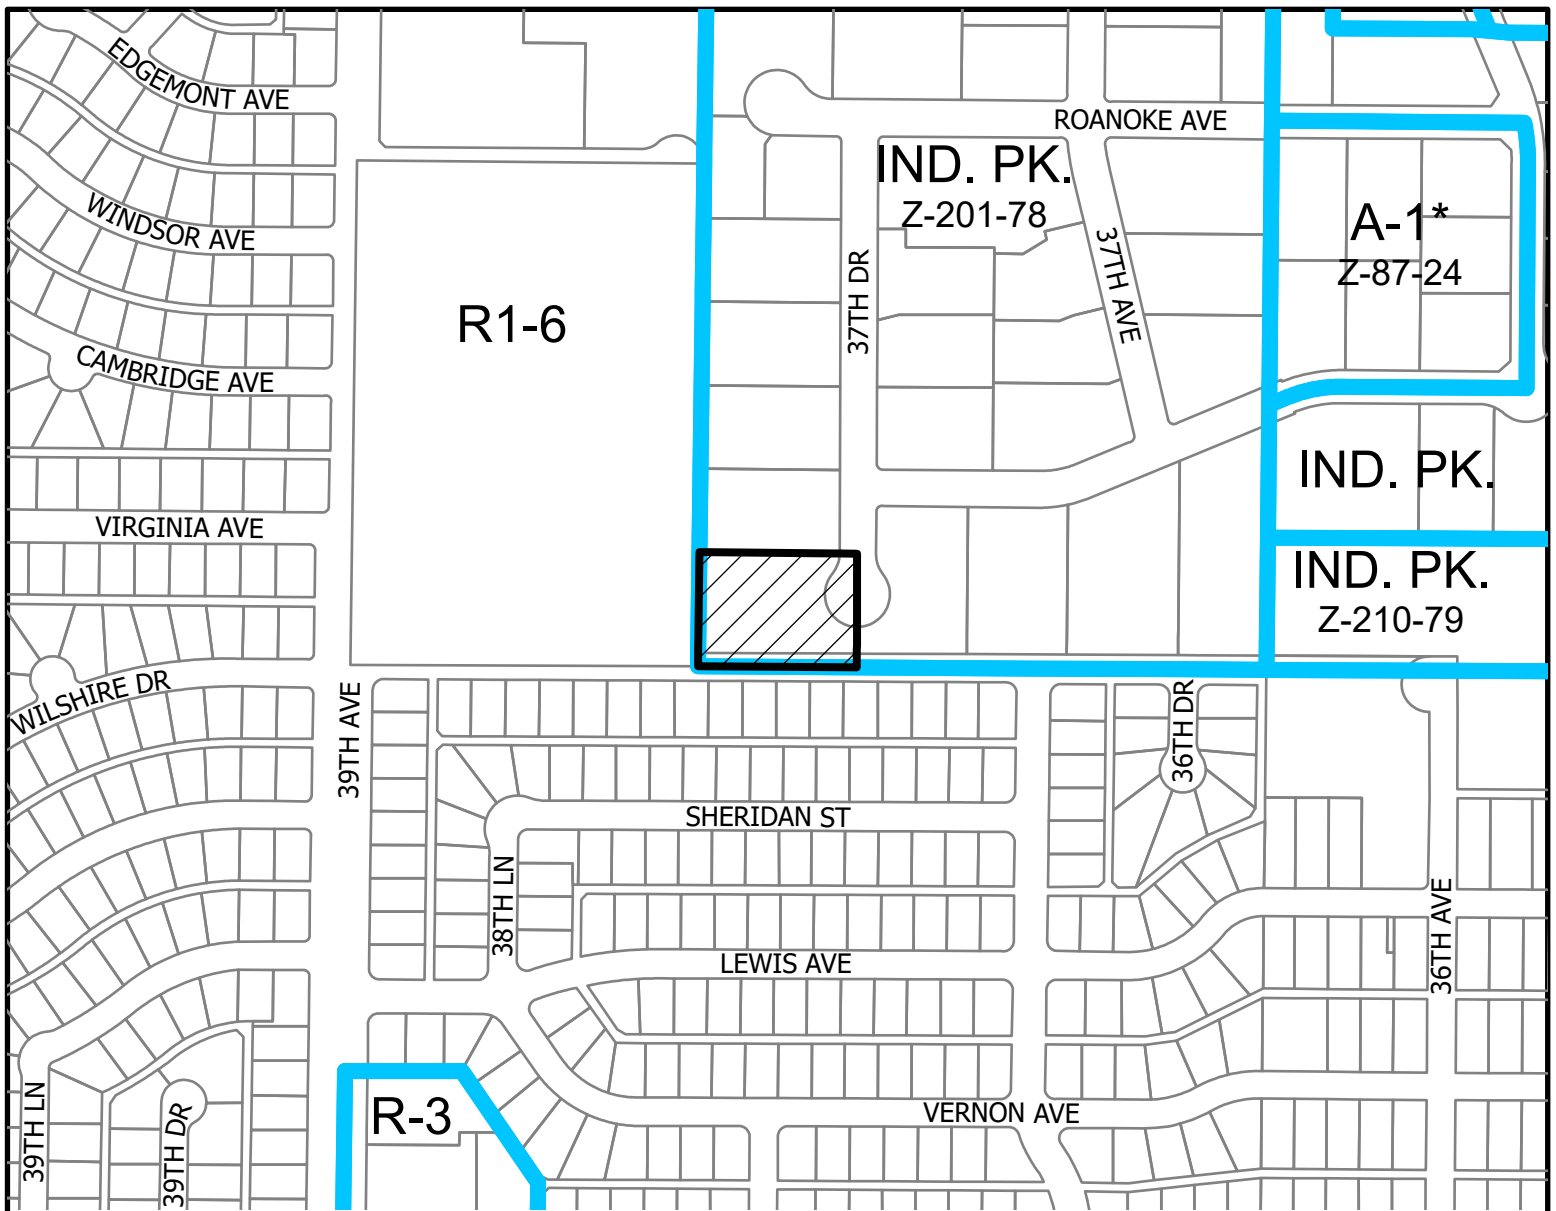 EDGEMONT AVE
ROANOKE AVE
IND. PK.
Z-201-78
WINDSOR AVE
A-1*
Z-87-24
37TH DR
37TH AVE
R1-6
CAMBRIDGE AVE
IND. PK.
VIRGINIA AVE
IND. PK.
Z-210-79
WILSHIRE DR
39TH AVE
36TH DR
SHERIDAN ST
38TH LN
36TH AVE
LEWIS AVE
R-3
VERNON AVE
39TH LN
39TH DR